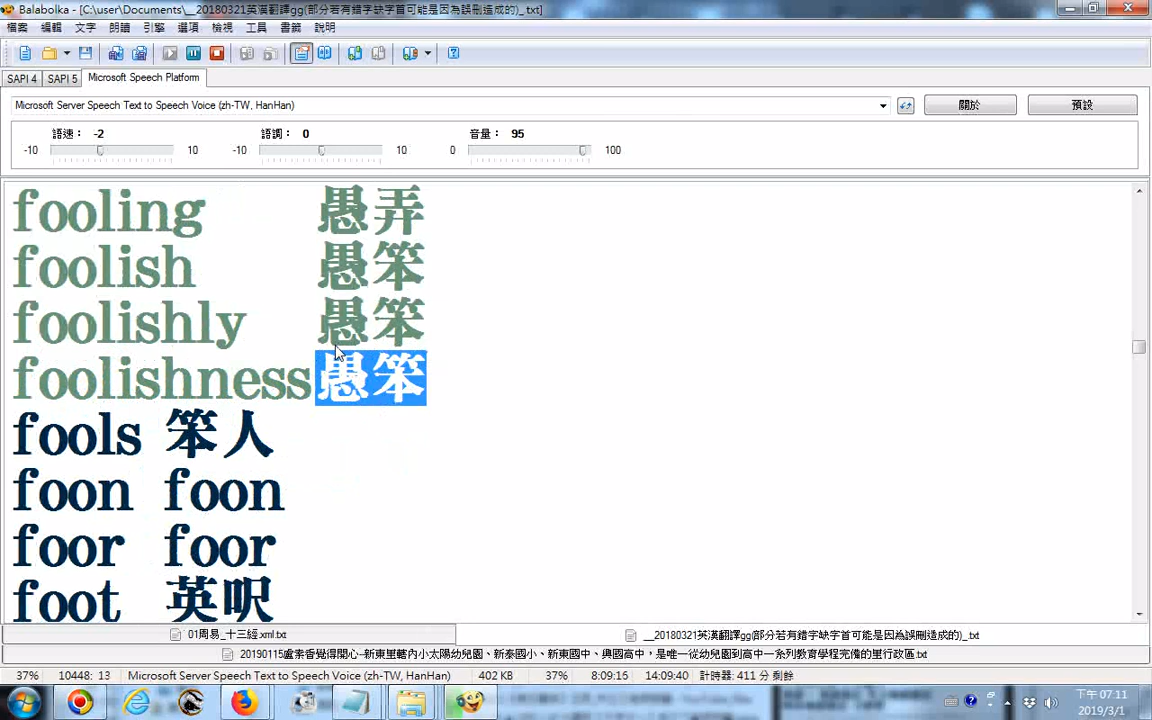 Balabolka - [C:\user\Documents\__20180321英漢翻譯gg(部分若有錯字缺字首可能是因為誤刪造成的)_.txt]
檔案 編輯 文字 朗讀 引擎 選項 檢視 工具 書籤 說明
SAPI 4 SAPI 5 Microsoft Speech Platform
Microsoft Server Speech Text to Speech Voice (zh-TW, HanHan) 關於 預設
語速： -2 語調： 0 音量： 95
-10 10 -10 10 0 100
fooling 愚弄
foolish 愚笨
foolishly 愚笨
foolishness 愚笨
fools 笨人
foon foon
foor foor
foot 英呎
01周易_十三經.xml.txt __20180321英漢翻譯gg(部分若有錯字缺字首可能是因為誤刪造成的)_.txt
20190115盧素香覺得開心-新東里轄內小太陽幼兒園、新泰國小、新東國中、興國高中，是唯一從幼兒園到高中一系列教育學程完備的里行政區.txt
37% 10448: 13 Microsoft Server Speech Text to Speech Voice (zh-TW, HanHan) 402 KB 37% 8:09:15 14:09:40 計時器: 411 分 剩餘
下午 07:11
2019/3/1